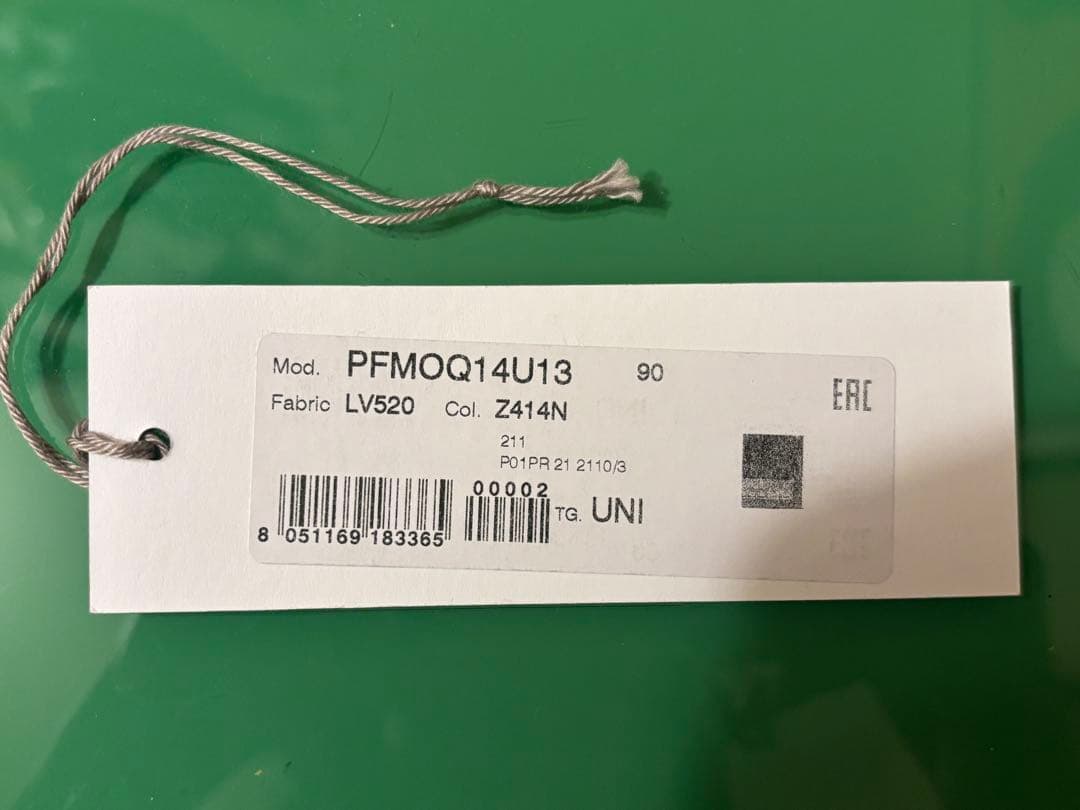 Mod. PFMOQ14U13 90
EAC
Fabric LV520 Col. Z414N
211
P01PR 21 2110/3
00002
TG. UNI
8 051169 183365